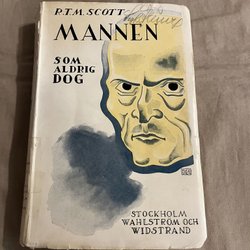 R.T.M. SCOTT
MANNEN
SOM
ALDRIG
DOG
STOCKHOLM
WAHLSTRÖM OCH
WIDSTRAND